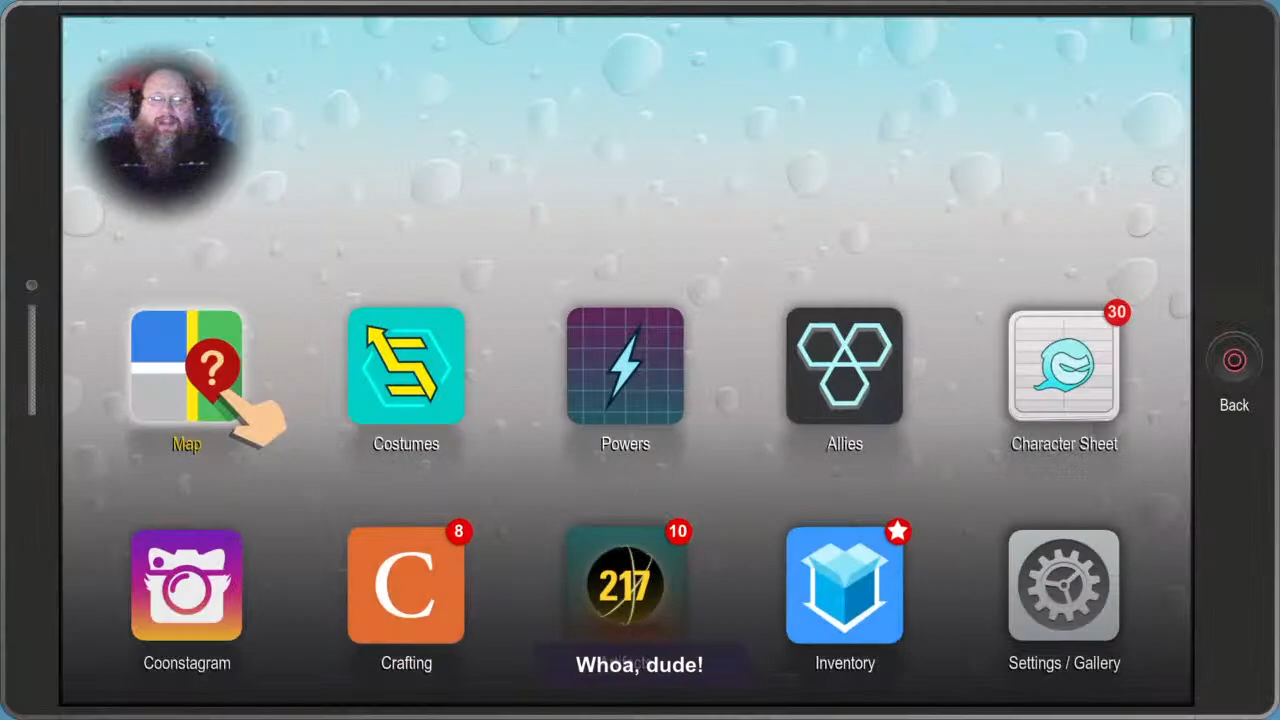 ?
30
Back
Map
Costumes
Powers
Allies
Character Sheet
8
10
C
217
Coonstagram
Crafting
Whoa, dude!
Inventory
Settings / Gallery